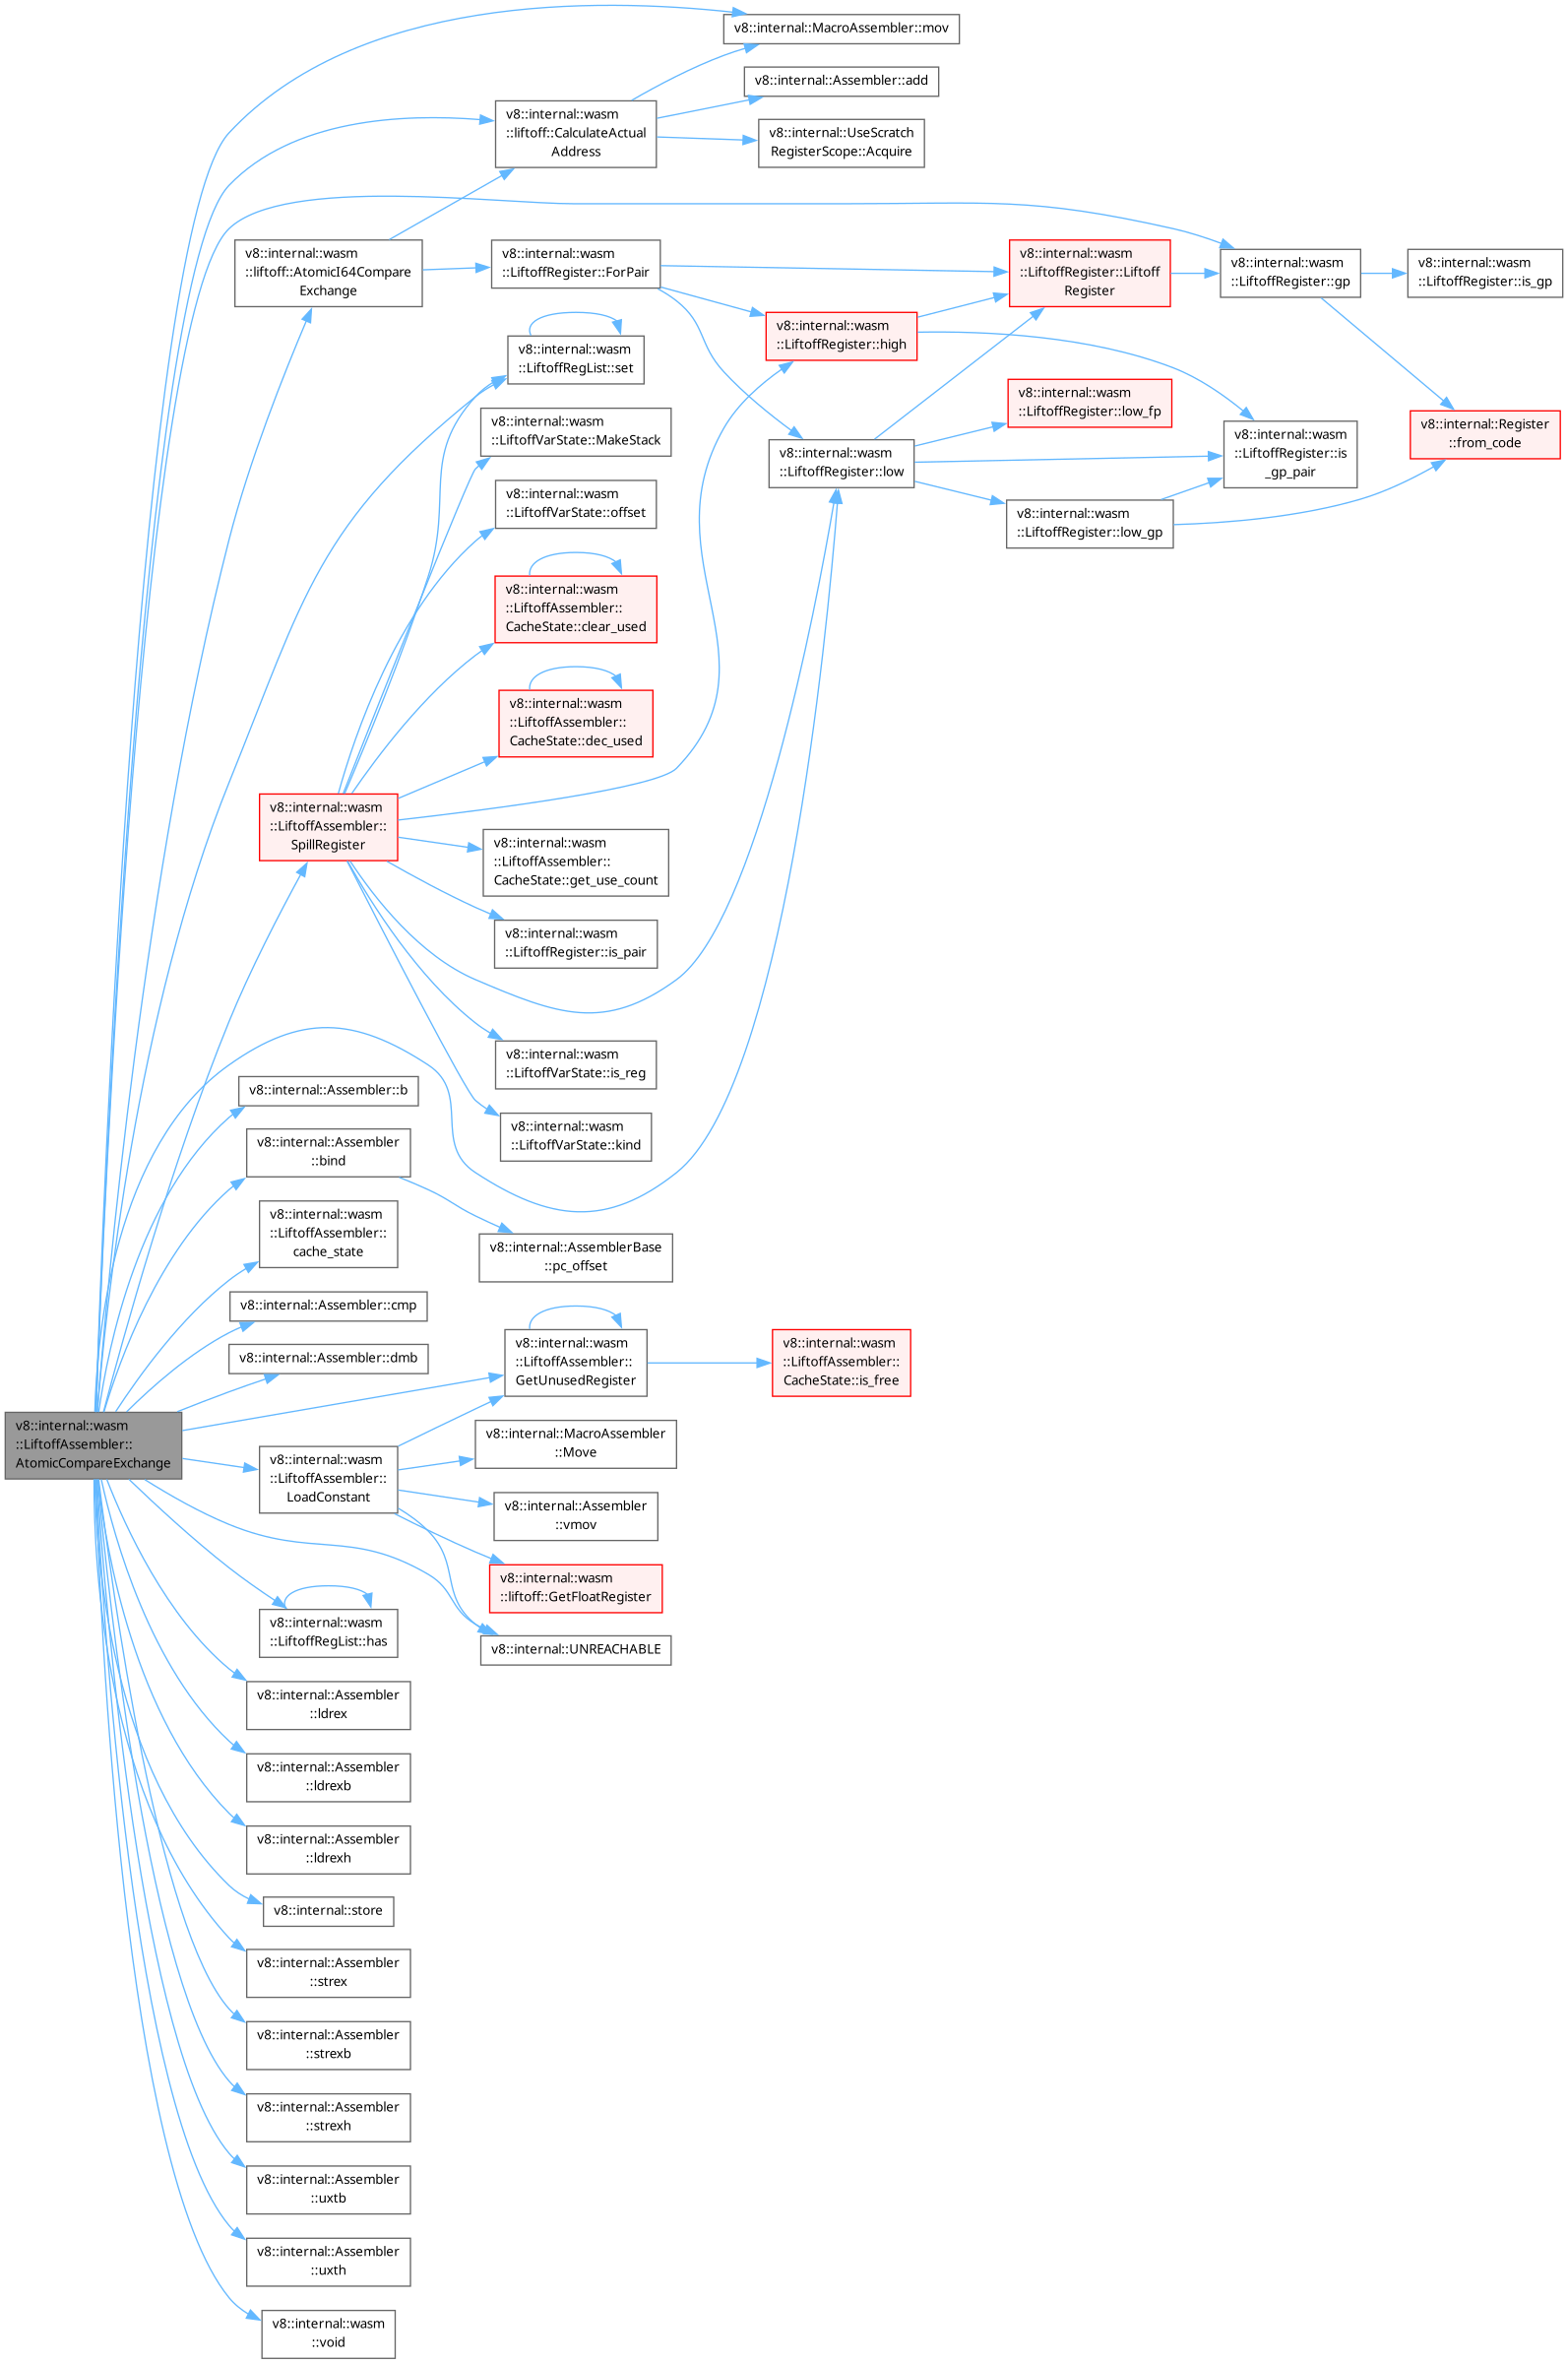 v8::internal::MacroAssembler::mov
v8::internal::Assembler::add
v8::internal::wasm
::liftoff::CalculateActual
Address
v8::internal::UseScratch
RegisterScope::Acquire
v8::internal::wasm
::liftoff::AtomicI64Compare
Exchange
v8::internal::wasm
::LiftoffRegister::ForPair
v8::internal::wasm
::LiftoffRegister::Liftoff
Register
v8::internal::wasm
::LiftoffRegister::gp
v8::internal::wasm
::LiftoffRegister::is_gp
v8::internal::wasm
::LiftoffRegister::high
v8::internal::wasm
::LiftoffRegList::set
v8::internal::wasm
::LiftoffRegister::low_fp
v8::internal::wasm
::LiftoffVarState::MakeStack
v8::internal::wasm
::LiftoffRegister::low
v8::internal::wasm
::LiftoffRegister::is
_gp_pair
v8::internal::Register
::from_code
v8::internal::wasm
::LiftoffVarState::offset
v8::internal::wasm
::LiftoffRegister::low_gp
v8::internal::wasm
::LiftoffAssembler::
CacheState::clear_used
v8::internal::wasm
::LiftoffAssembler::
CacheState::dec_used
v8::internal::wasm
::LiftoffAssembler::
SpillRegister
v8::internal::wasm
::LiftoffAssembler::
CacheState::get_use_count
v8::internal::wasm
::LiftoffRegister::is_pair
v8::internal::wasm
::LiftoffVarState::is_reg
v8::internal::Assembler::b
v8::internal::wasm
::LiftoffVarState::kind
v8::internal::Assembler
::bind
v8::internal::wasm
::LiftoffAssembler::
cache_state
v8::internal::AssemblerBase
::pc_offset
v8::internal::Assembler::cmp
v8::internal::Assembler::dmb
v8::internal::wasm
::LiftoffAssembler::
GetUnusedRegister
v8::internal::wasm
::LiftoffAssembler::
CacheState::is_free
v8::internal::wasm
::LiftoffAssembler::
AtomicCompareExchange
v8::internal::wasm
::LiftoffAssembler::
LoadConstant
v8::internal::MacroAssembler
::Move
v8::internal::Assembler
::vmov
v8::internal::wasm
::liftoff::GetFloatRegister
v8::internal::wasm
::LiftoffRegList::has
v8::internal::UNREACHABLE
v8::internal::Assembler
::ldrex
v8::internal::Assembler
::ldrexb
v8::internal::Assembler
::ldrexh
v8::internal::store
v8::internal::Assembler
::strex
v8::internal::Assembler
::strexb
v8::internal::Assembler
::strexh
v8::internal::Assembler
::uxtb
v8::internal::Assembler
::uxth
v8::internal::wasm
::void